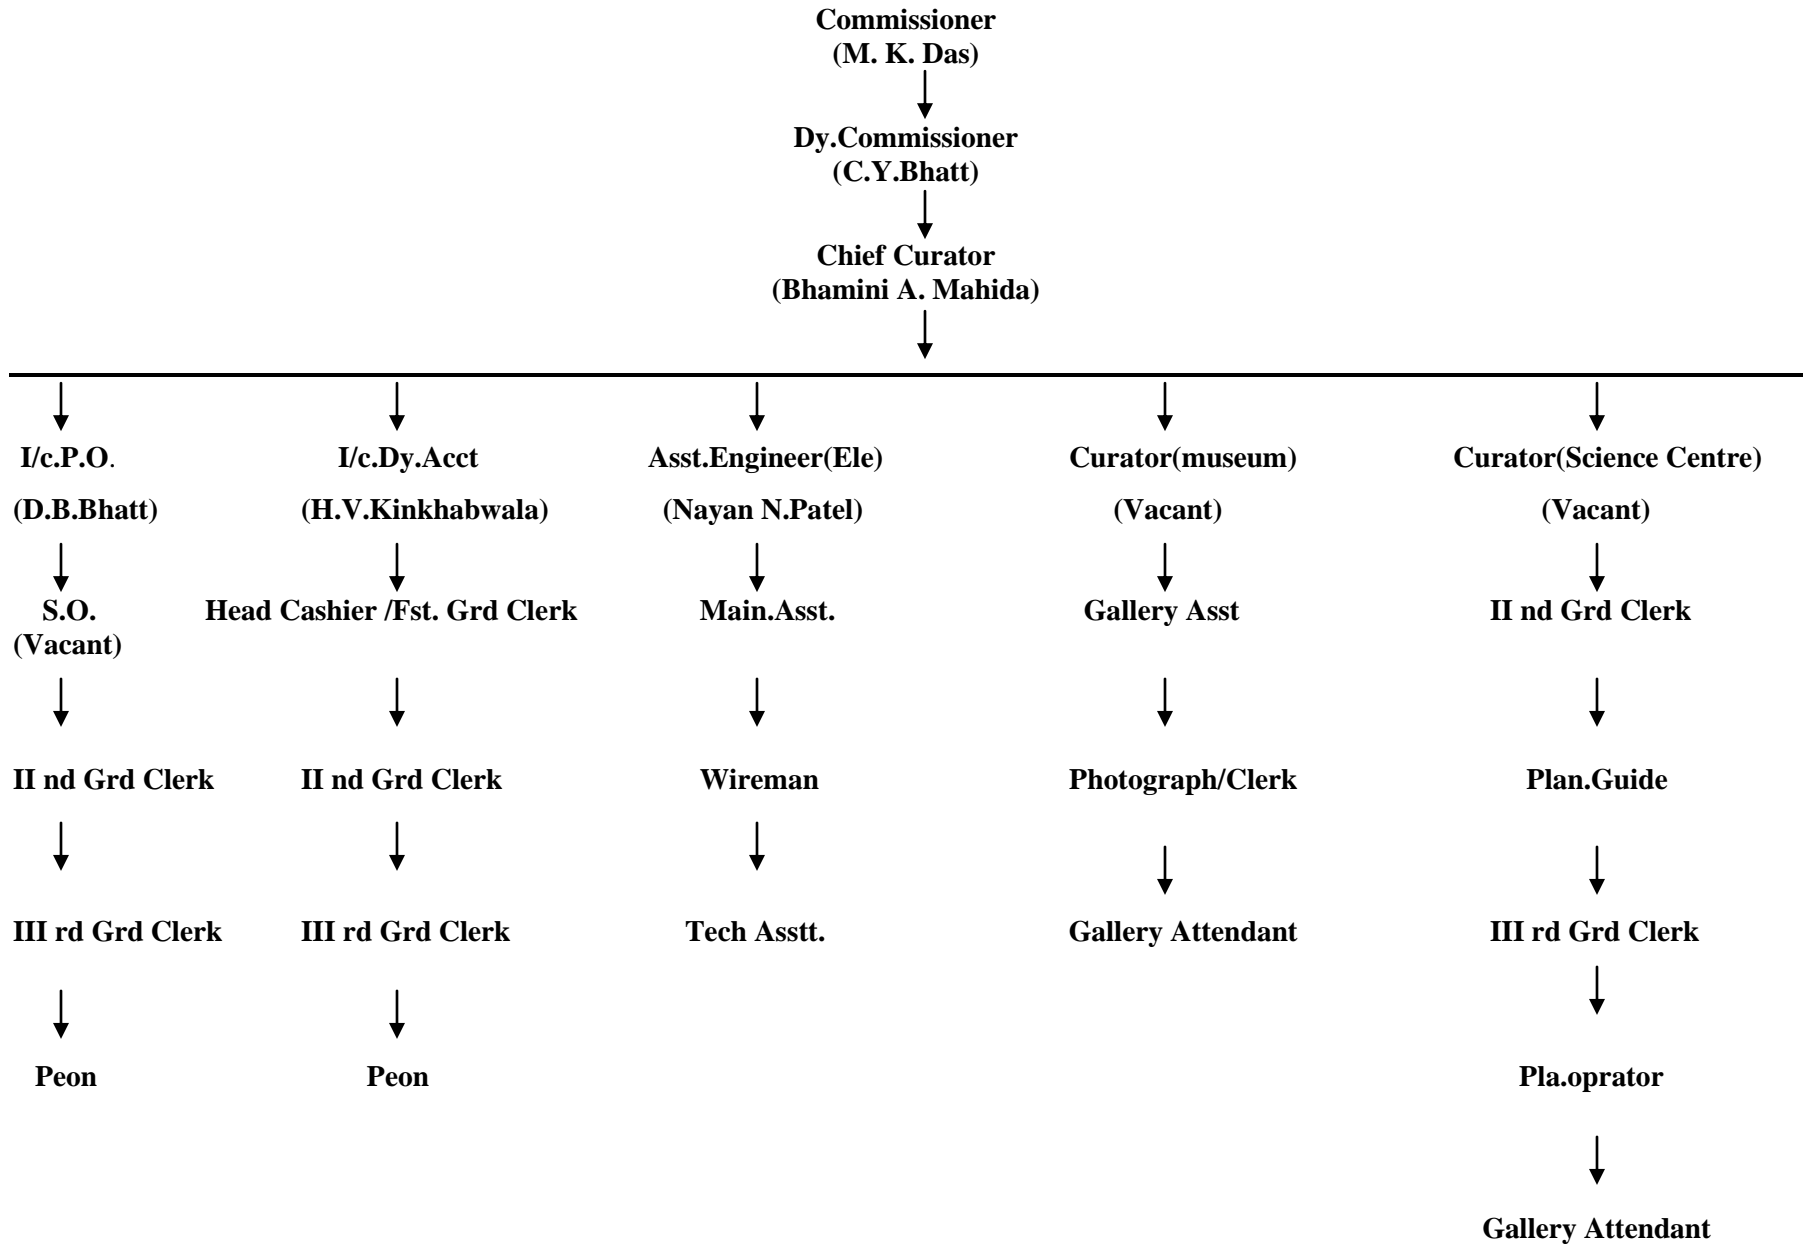 Commissioner
(M. K. Das)
Dy.Commissioner
(C.Y.Bhatt)
Chief Curator
(Bhamini A. Mahida)
I/c.P.O. I/c.Dy.Acct Asst.Engineer(Ele) Curator(museum) Curator(Science Centre)
(D.B.Bhatt) (H.V.Kinkhabwala) (Nayan N.Patel) (Vacant) (Vacant)
S.O. Head Cashier /Fst. Grd Clerk Main.Asst. Gallery Asst II nd Grd Clerk
(Vacant)
II nd Grd Clerk II nd Grd Clerk Wireman Photograph/Clerk Plan.Guide
III rd Grd Clerk III rd Grd Clerk Tech Asstt. Gallery Attendant III rd Grd Clerk
Peon Peon Pla.oprator
Gallery Attendant